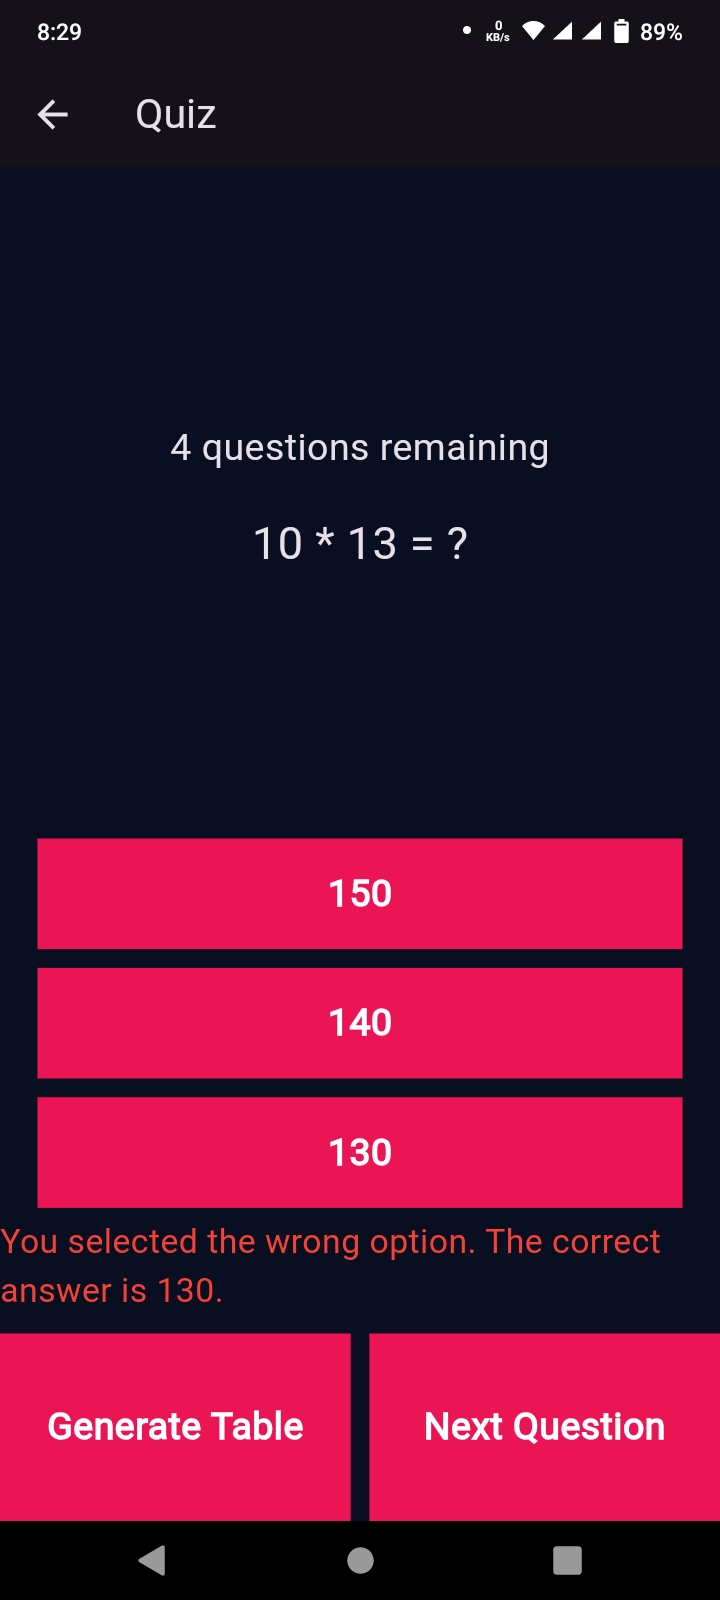 8:29
0
KB/s
89%
Quiz
4 questions remaining
10 * 13 = ?
150
140
130
You selected the wrong option. The correct
answer is 130.
Generate Table
Next Question